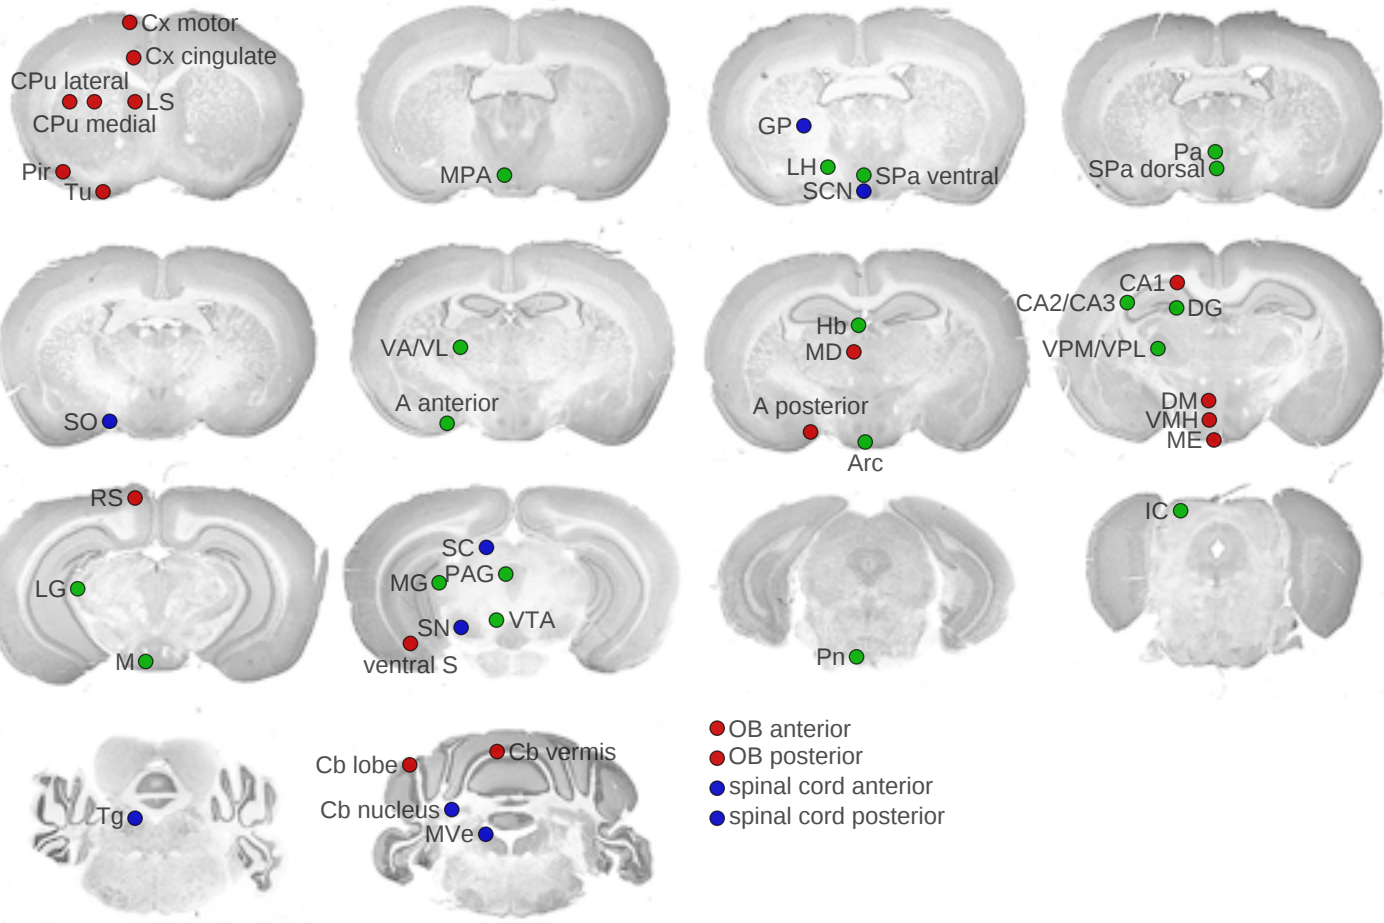 Cx motor
Cx cingulate
CPu lateral
LS
CPu medial
Pir
Tu
MPA
GP
LH
SPa ventral
SCN
Pa
SPa dorsal
SO
VA/VL
A anterior
Hb
MD
A posterior
Arc
CA1
CA2/CA3
DG
VPM/VPL
DM
VMH
ME
RS
LG
M
SC
MG
PAG
SN
VTA
ventral S
Pn
IC
Tg
Cb lobe
Cb vermis
Cb nucleus
MVe
OB anterior
OB posterior
spinal cord anterior
spinal cord posterior